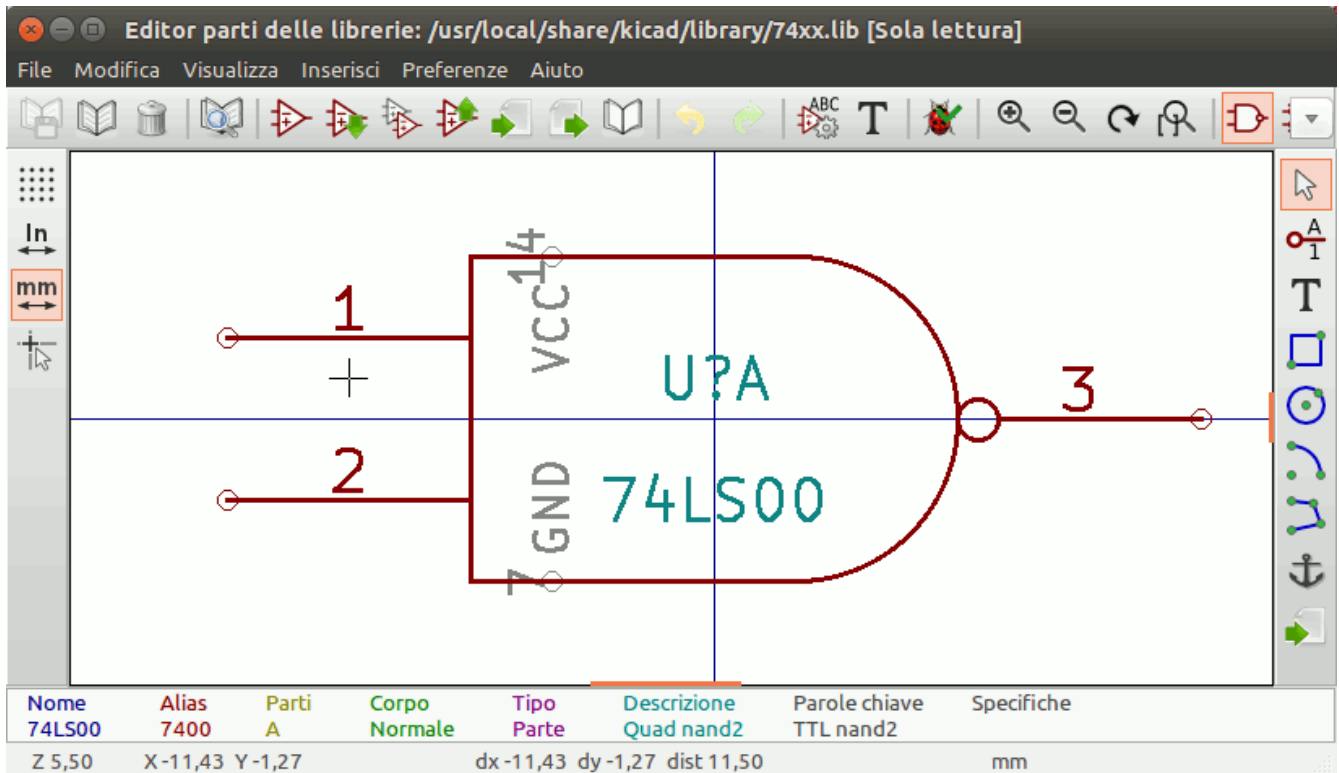 Editor parti delle librerie: /usr/local/share/kicad/library/74xx.lib [Sola lettura]
File Modifica Visualizza Inserisci Preferenze Aiuto
ABC
T
In
mm
A
1
T
14
VCC
1
2
3
U?A
74LS00
GND
7
Nome Alias Parti Corpo Tipo Descrizione Parole chiave Specifiche
74LS00 7400 A Normale Parte Quad nand2 TTL nand2
Z 5,50 X -11,43 Y -1,27 dx -11,43 dy -1,27 dist 11,50 mm